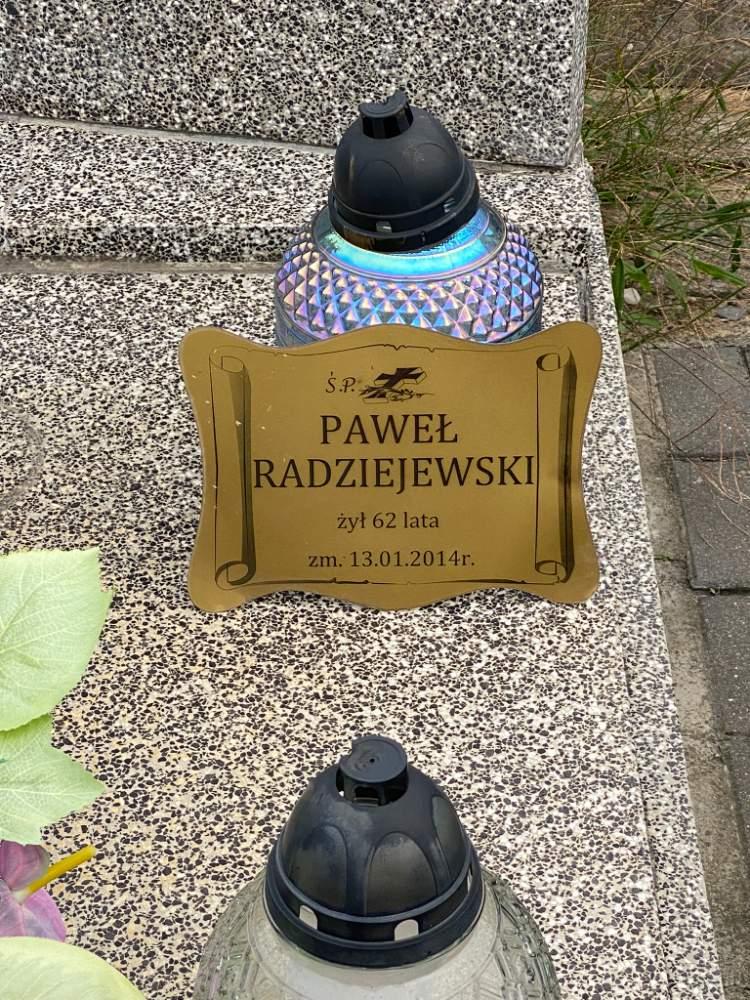 Ś.P.
PAWEŁ
RADZIEJEWSKI
żył 62 lata
zm. 13.01.2014r.